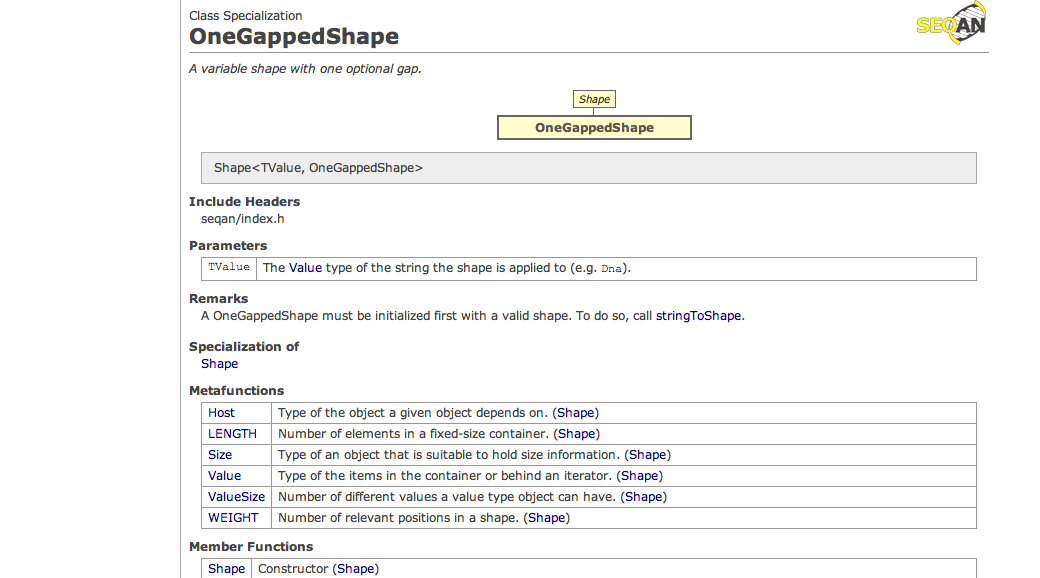 Class Specialization
SEQAN
OneGappedShape
A variable shape with one optional gap.
Shape
OneGappedShape
Shape<TValue, OneGappedShape>
Include Headers
seqan/index.h
Parameters
TValue The Value type of the string the shape is applied to (e.g. Dna).
Remarks
A OneGappedShape must be initialized first with a valid shape. To do so, call stringToShape.
Specialization of
Shape
Metafunctions
Host Type of the object a given object depends on. (Shape)
LENGTH Number of elements in a fixed-size container. (Shape)
Size Type of an object that is suitable to hold size information. (Shape)
Value Type of the items in the container or behind an iterator. (Shape)
ValueSize Number of different values a value type object can have. (Shape)
WEIGHT Number of relevant positions in a shape. (Shape)
Member Functions
Shape Constructor (Shape)